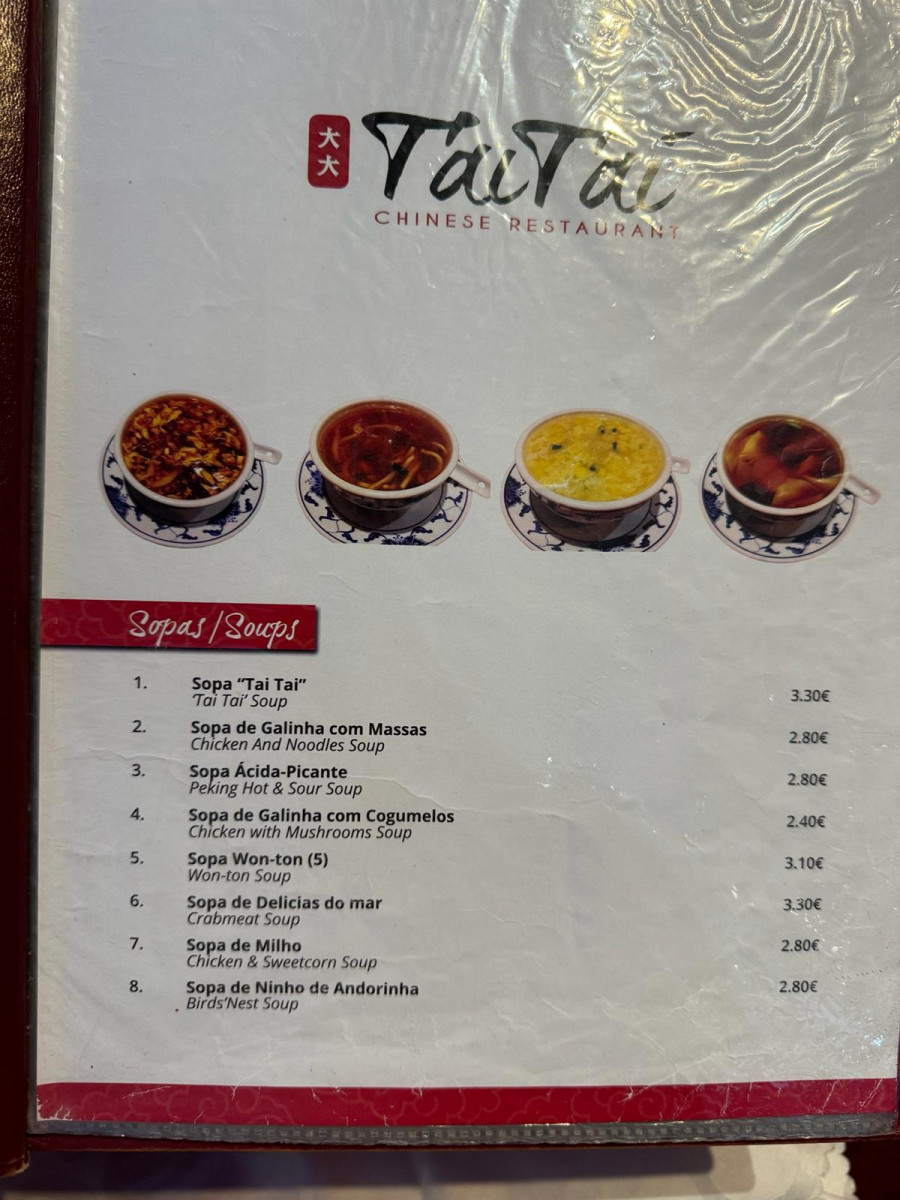 大
大
TaiTai
CHINESE RESTAURANT
Sopas/Soups
1. Sopa “Tai Tai” 3.30€
‘Tai Tai’ Soup
2. Sopa de Galinha com Massas 2.80€
Chicken And Noodles Soup
3. Sopa Ácida-Picante 2.80€
Peking Hot & Sour Soup
4. Sopa de Galinha com Cogumelos 2.40€
Chicken with Mushrooms Soup
5. Sopa Won-ton (5) 3.10€
Won-ton Soup
6. Sopa de Delicias do mar 3.30€
Crabmeat Soup
7. Sopa de Milho 2.80€
Chicken & Sweetcorn Soup
8. Sopa de Ninho de Andorinha 2.80€
Birds’Nest Soup